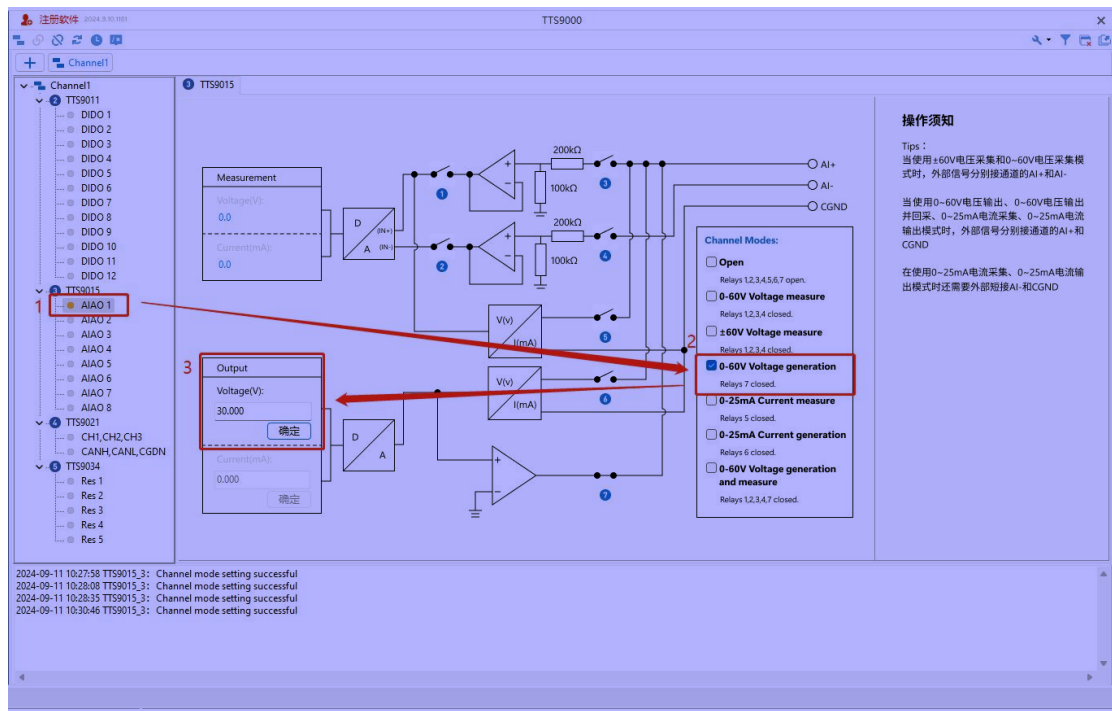 注册软件 2024.8.10.1161
TTS9000
Channel1
Channel1
2 TTS9011
DIDO 1
DIDO 2
DIDO 3
DIDO 4
DIDO 5
DIDO 6
DIDO 7
DIDO 8
DIDO 9
DIDO 10
DIDO 11
DIDO 12
3 TTS9015
1
AIAO 1
AIAO 2
AIAO 3
AIAO 4
AIAO 5
AIAO 6
AIAO 7
AIAO 8
4 TTS9021
CH1,CH2,CH3
CANH,CANL,CGDN
5 TTS9034
Res 1
Res 2
Res 3
Res 4
Res 5
3 TTS9015
Measurement
Voltage(V):
0.0
Current(mA):
0.0
D
A
(IN+)
(IN-)
1
2
200kΩ
100kΩ
200kΩ
100kΩ
3
4
AI+
AI-
CGND
V(v)
I(mA)
5
V(v)
I(mA)
6
3
Output
Voltage(V):
30.000
确定
Current(mA):
0.000
确定
D
A
7
2
Channel Modes:
Open
Relays 1,2,3,4,5,6,7 open.
0-60V Voltage measure
Relays 1,2,3,4 closed.
±60V Voltage measure
Relays 1,2,3,4 closed.
0-60V Voltage generation
Relays 7 closed.
0-25mA Current measure
Relays 5 closed.
0-25mA Current generation
Relays 6 closed.
0-60V Voltage generation
and measure
Relays 1,2,3,4,7 closed.
操作须知
Tips：
当使用±60V电压采集和0~60V电压采集模
式时，外部信号分别接通道的AI+和AI-
当使用0~60V电压输出、0~60V电压输出
并回采、0~25mA电流采集、0~25mA电流
输出模式时，外部信号分别接通道的AI+和
CGND
在使用0~25mA电流采集、0~25mA电流输
出模式时还需要外部短接AI-和CGND
2024-09-11 10:27:58 TTS9015_3： Channel mode setting successful
2024-09-11 10:28:08 TTS9015_3： Channel mode setting successful
2024-09-11 10:28:35 TTS9015_3： Channel mode setting successful
2024-09-11 10:30:46 TTS9015_3： Channel mode setting successful